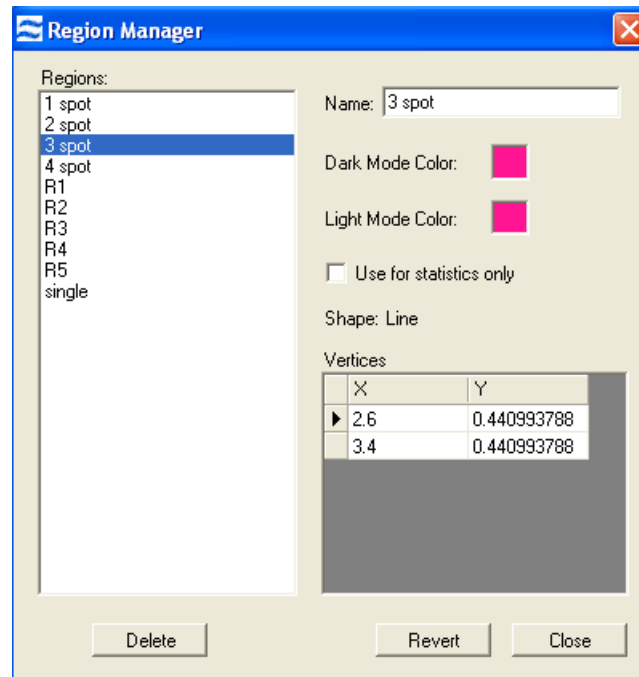 Region Manager
Regions:
1 spot
2 spot
3 spot
4 spot
R1
R2
R3
R4
R5
single
Name: 3 spot
Dark Mode Color:
Light Mode Color:
Use for statistics only
Shape: Line
Vertices
X Y
2.6 0.440993788
3.4 0.440993788
Delete Revert Close